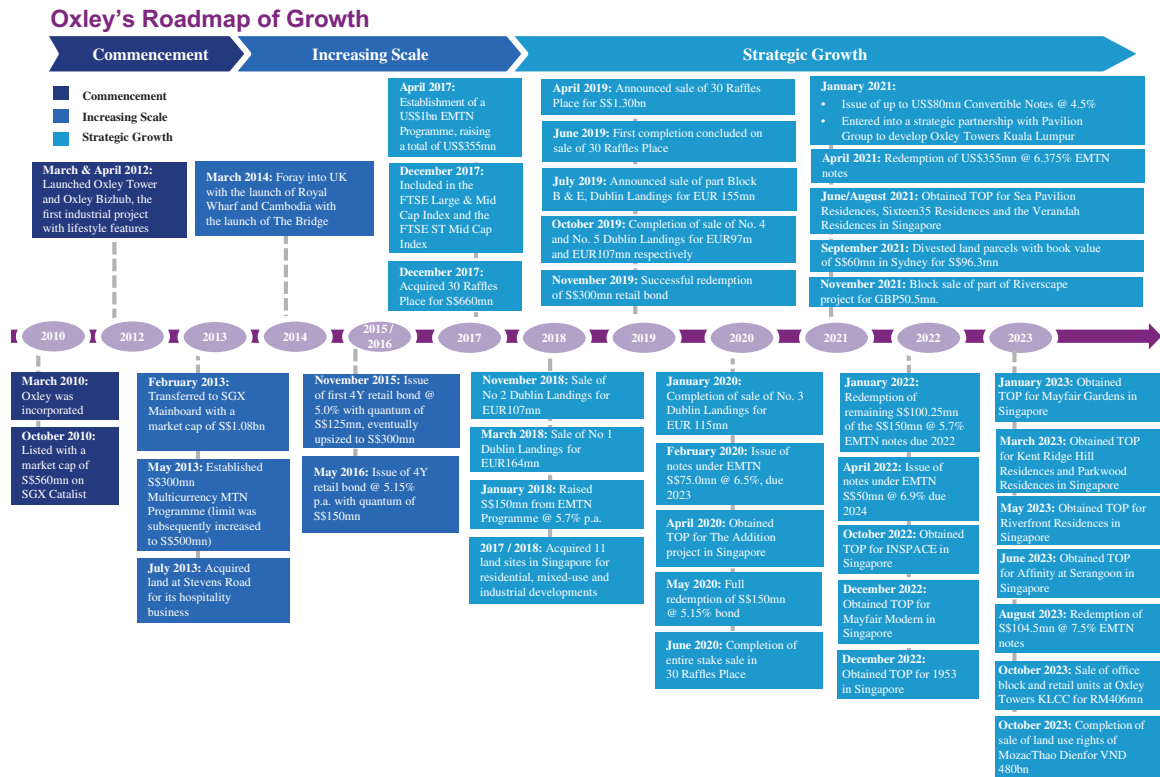 Oxley's Roadmap of Growth
Commencement
Increasing Scale
Strategic Growth
Commencement
Increasing Scale
Strategic Growth
March & April 2012:
Launched Oxley Tower
and Oxley Bizhub, the
first industrial project
with lifestyle features
March 2014: Foray into UK
with the launch of Royal
Wharf and Cambodia with
the launch of The Bridge
April 2017:
Establishment of a
US$1bn EMTN
Programme, raising
a total of US$355mn
December 2017:
Included in the
FTSE Large & Mid
Cap Index and the
FTSE ST Mid Cap
Index
December 2017:
Acquired 30 Raffles
Place for S$660mn
April 2019: Announced sale of 30 Raffles
Place for S$1.30bn
June 2019: First completion concluded on
sale of 30 Raffles Place
July 2019: Announced sale of part Block
B & E, Dublin Landings for EUR 155mn
October 2019: Completion of sale of No. 4
and No. 5 Dublin Landings for EUR97m
and EUR107mn respectively
November 2019: Successful redemption
of S$300mn retail bond
January 2021:
• Issue of up to US$80mn Convertible Notes @ 4.5%
• Entered into a strategic partnership with Pavilion
Group to develop Oxley Towers Kuala Lumpur
April 2021: Redemption of US$355mn @ 6.375% EMTN
notes
June/August 2021: Obtained TOP for Sea Pavilion
Residences, Sixteen35 Residences and the Verandah
Residences in Singapore
September 2021: Divested land parcels with book value
of S$60mn in Sydney for S$96.3mn
November 2021: Block sale of part of Riverscape
project for GBP50.5mn.
2010
2012
2013
2014
2015 /
2016
2017
2018
2019
2020
2021
2022
2023
March 2010:
Oxley was
incorporated
October 2010:
Listed with a
market cap of
S$560mn on
SGX Catalist
February 2013:
Transferred to SGX
Mainboard with a
market cap of S$1.08bn
May 2013: Established
S$300mn
Multicurrency MTN
Programme (limit was
subsequently increased
to S$500mn)
July 2013: Acquired
land at Stevens Road
for its hospitality
business
November 2015: Issue
of first 4Y retail bond @
5.0% with quantum of
S$125mn, eventually
upsized to S$300mn
May 2016: Issue of 4Y
retail bond @ 5.15%
p.a. with quantum of
S$150mn
November 2018: Sale of
No 2 Dublin Landings for
EUR107mn
March 2018: Sale of No 1
Dublin Landings for
EUR164mn
January 2018: Raised
S$150mn from EMTN
Programme @ 5.7% p.a.
2017 / 2018: Acquired 11
land sites in Singapore for
residential, mixed-use and
industrial developments
January 2020:
Completion of sale of No. 3
Dublin Landings for
EUR 115mn
February 2020: Issue of
notes under EMTN
S$75.0mn @ 6.5%, due
2023
April 2020: Obtained
TOP for The Addition
project in Singapore
May 2020: Full
redemption of S$150mn
@ 5.15% bond
June 2020: Completion of
entire stake sale in
30 Raffles Place
January 2022:
Redemption of
remaining S$100.25mn
of the S$150mn @ 5.7%
EMTN notes due 2022
April 2022: Issue of
notes under EMTN
S$50mn @ 6.9% due
2024
October 2022: Obtained
TOP for INSPACE in
Singapore
December 2022:
Obtained TOP for
Mayfair Modern in
Singapore
December 2022:
Obtained TOP for 1953
in Singapore
January 2023: Obtained
TOP for Mayfair Gardens in
Singapore
March 2023: Obtained TOP
for Kent Ridge Hill
Residences and Parkwood
Residences in Singapore
May 2023: Obtained TOP for
Riverfront Residences in
Singapore
June 2023: Obtained TOP
for Affinity at Serangoon in
Singapore
August 2023: Redemption of
S$104.5mn @ 7.5% EMTN
notes
October 2023: Sale of office
block and retail units at Oxley
Towers KLCC for RM406mn
October 2023: Completion of
sale of land use rights of
MozacThao Dienfor VND
480bn